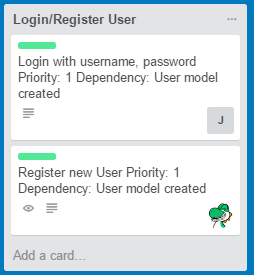 Login/Register User
Login with username, password
Priority: 1 Dependency: User model
created
J
Register new User Priority: 1
Dependency: User model created
Add a card...